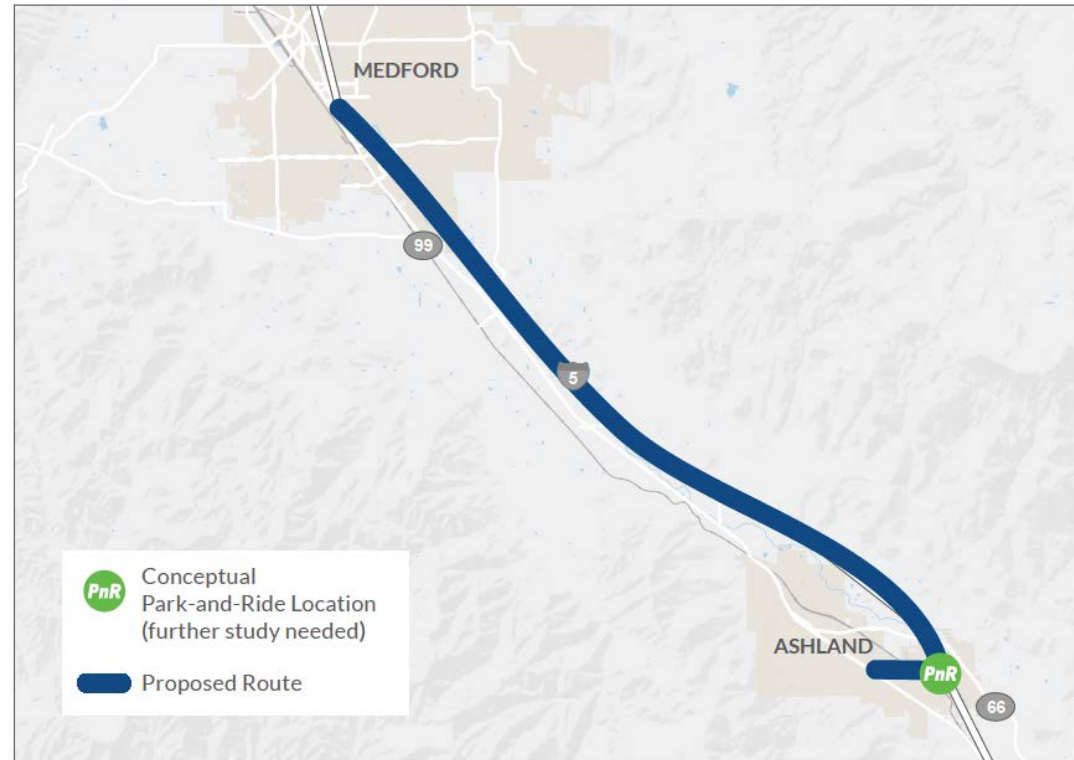 MEDFORD
99
5
ASHLAND
PnR
66
PnR
Conceptual
Park-and-Ride Location
(further study needed)
Proposed Route